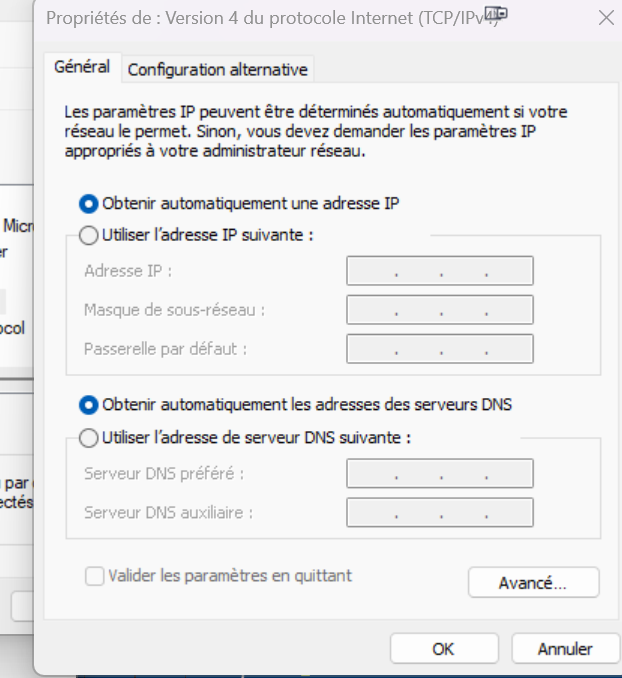 Propriétés de : Version 4 du protocole Internet (TCP/IPv4)
Général
Configuration alternative
Les paramètres IP peuvent être déterminés automatiquement si votre
réseau le permet. Sinon, vous devez demander les paramètres IP
appropriés à votre administrateur réseau.
Obtenir automatiquement une adresse IP
Utiliser l'adresse IP suivante :
Adresse IP :
Masque de sous-réseau :
Passerelle par défaut :
Obtenir automatiquement les adresses des serveurs DNS
Utiliser l'adresse de serveur DNS suivante :
Serveur DNS préféré :
Serveur DNS auxiliaire :
Valider les paramètres en quittant
Avancé...
OK
Annuler
Micr
er
ocol
par
ectés